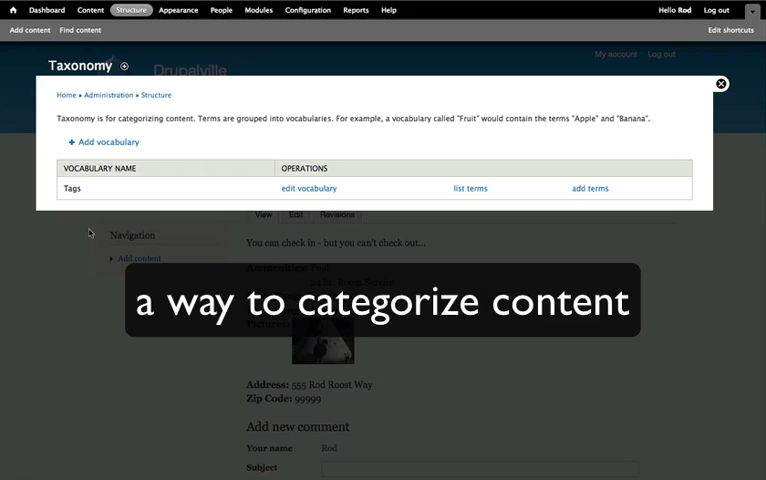 Dashboard Content Structure Appearance People Modules Configuration Reports Help Hello Rod Log out
Add content Find content Edit shortcuts
My account Log out
Taxonomy
Drupalville
Home » Administration » Structure
Taxonomy is for categorizing content. Terms are grouped into vocabularies. For example, a vocabulary called "Fruit" would contain the terms "Apple" and "Banana".
+ Add vocabulary
VOCABULARY NAME OPERATIONS
Tags edit vocabulary list terms add terms
View Edit Revisions
Navigation
You can check in - but you can't check out...
Add content
a way to categorize content
Address: 555 Rod Roost Way
Zip Code: 99999
Add new comment
Your name Rod
Subject